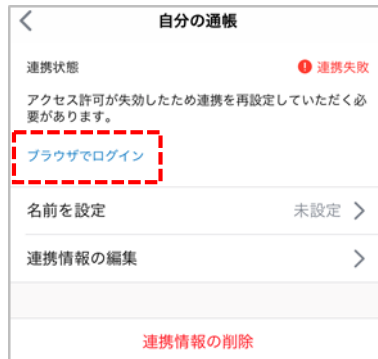 自分の通帳
連携状態 連携失敗
アクセス許可が失効したため連携を再設定していただく必
要があります。
ブラウザでログイン
名前を設定 未設定
連携情報の編集
連携情報の削除